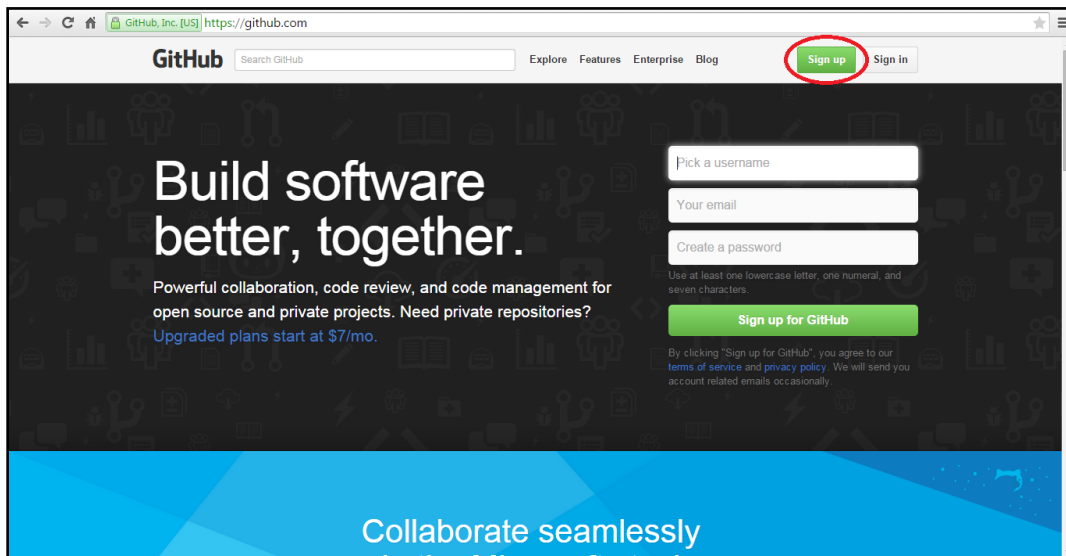 GitHub, Inc. [US] https://github.com
GitHub Search GitHub Explore Features Enterprise Blog Sign up Sign in
Build software
better, together.
Powerful collaboration, code review, and code management for
open source and private projects. Need private repositories?
Upgraded plans start at $7/mo.
Pick a username
Your email
Create a password
Use at least one lowercase letter, one numeral, and
seven characters.
Sign up for GitHub
By clicking "Sign up for GitHub", you agree to our
terms of service and privacy policy. We will send you
account related emails occasionally.
Collaborate seamlessly